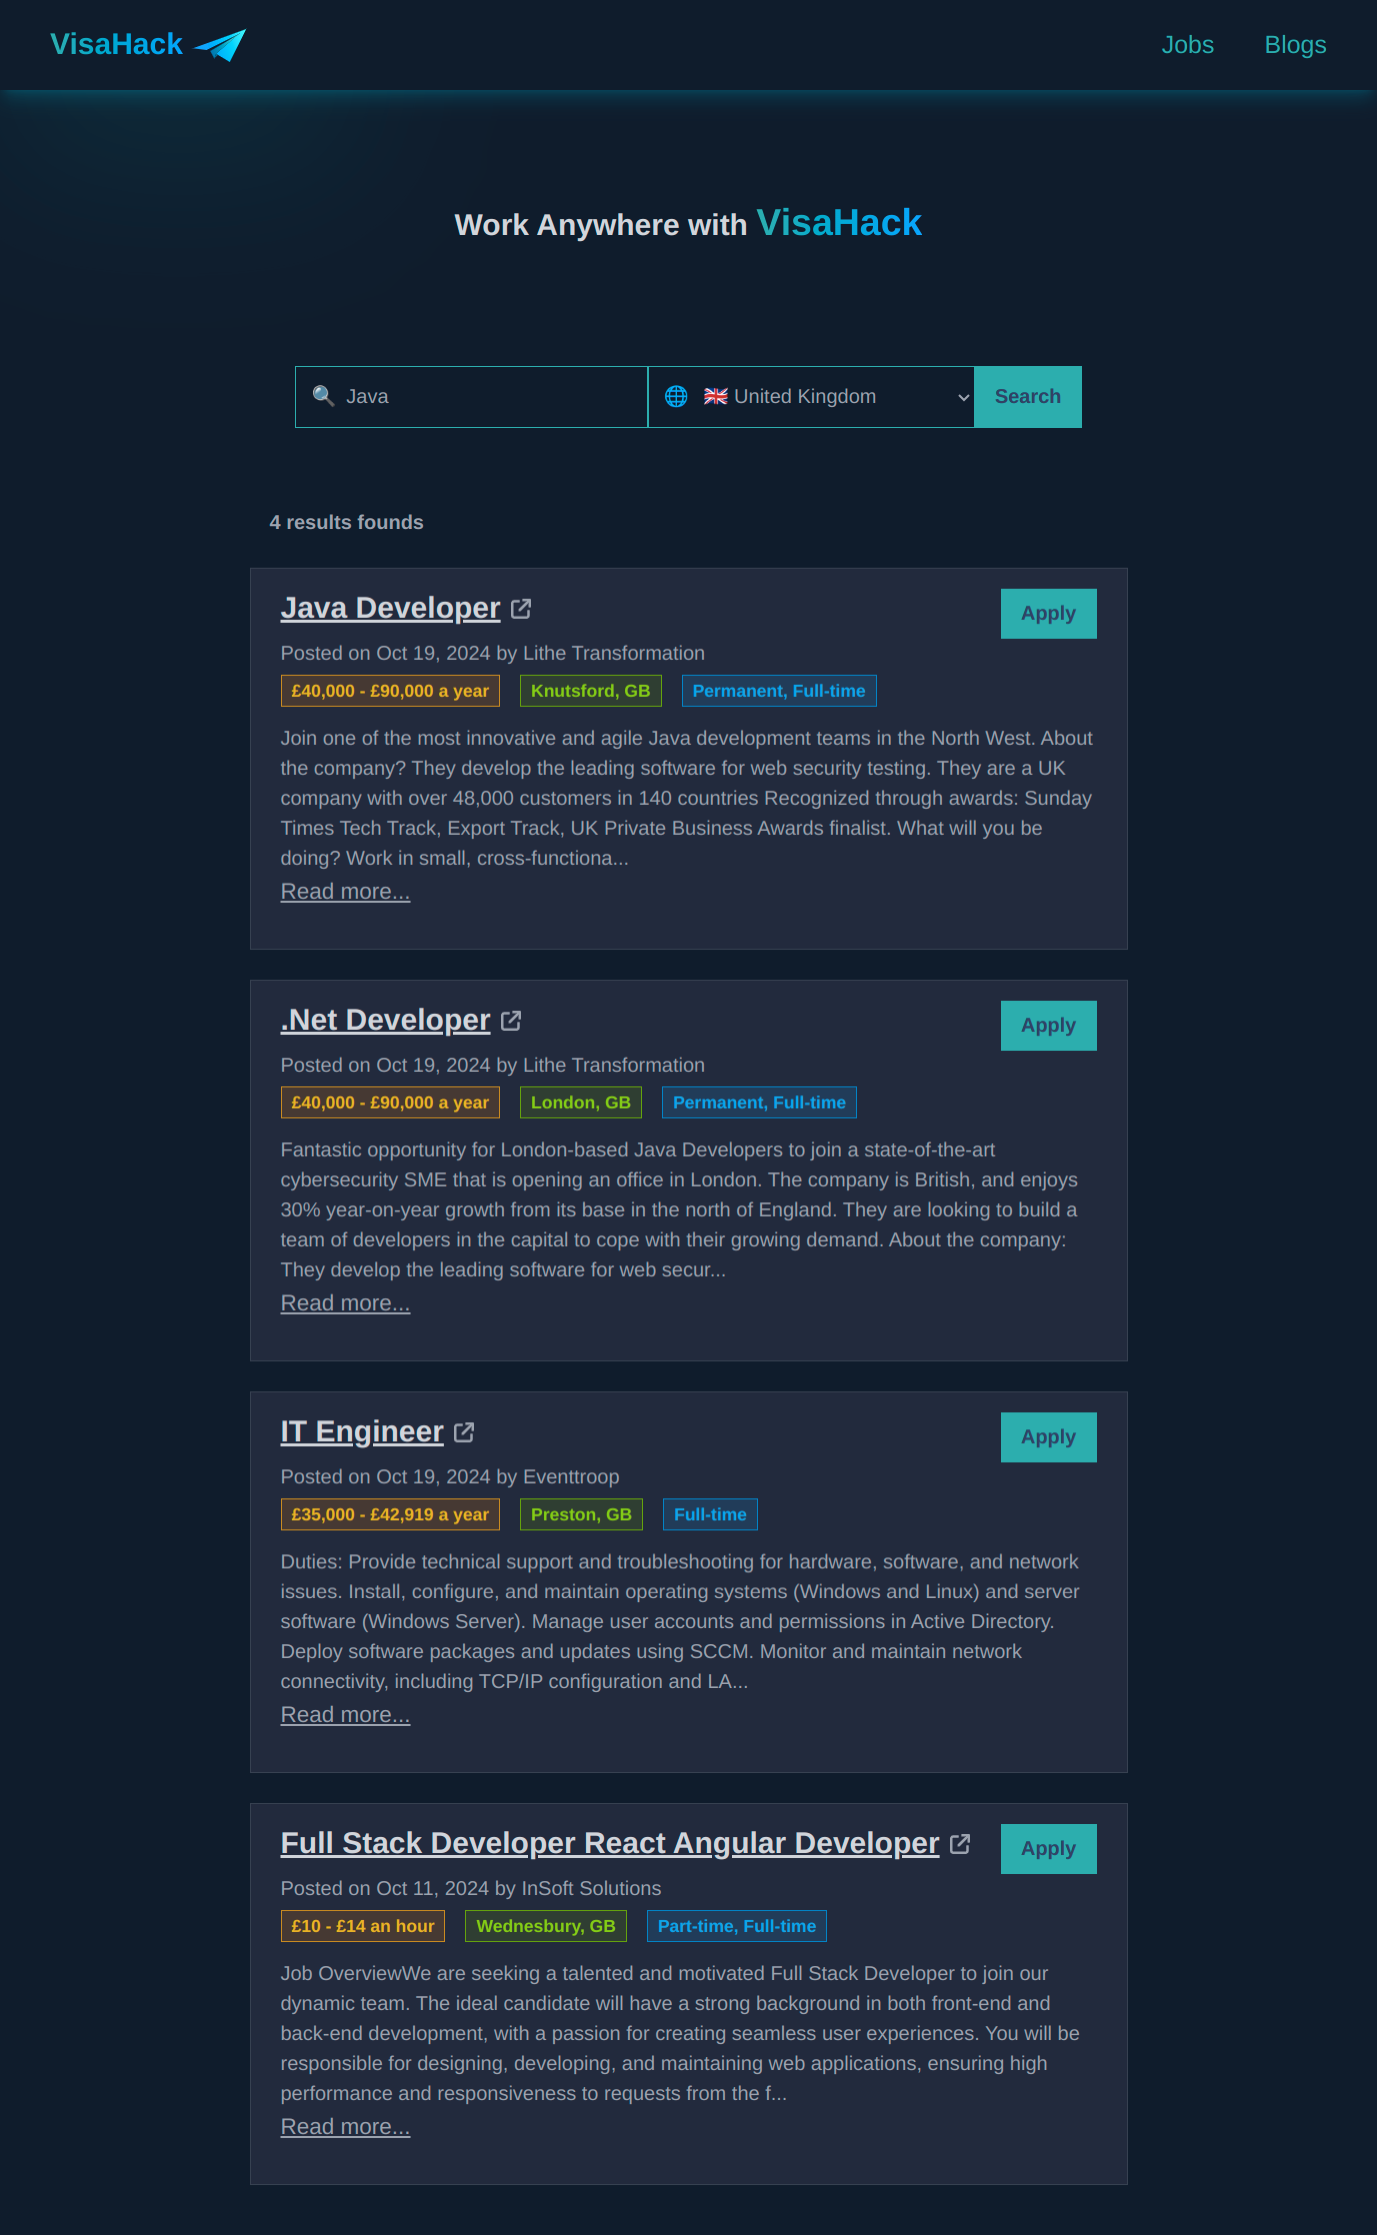 VisaHack
Jobs
Blogs
Work Anywhere with VisaHack
Java
United Kingdom
Search
4 results founds
Java Developer
Apply
Posted on Oct 19, 2024 by Lithe Transformation
£40,000 - £90,000 a year
Knutsford, GB
Permanent, Full-time
Join one of the most innovative and agile Java development teams in the North West. About
the company? They develop the leading software for web security testing. They are a UK
company with over 48,000 customers in 140 countries Recognized through awards: Sunday
Times Tech Track, Export Track, UK Private Business Awards finalist. What will you be
doing? Work in small, cross-functiona...
Read more...
.Net Developer
Apply
Posted on Oct 19, 2024 by Lithe Transformation
£40,000 - £90,000 a year
London, GB
Permanent, Full-time
Fantastic opportunity for London-based Java Developers to join a state-of-the-art
cybersecurity SME that is opening an office in London. The company is British, and enjoys
30% year-on-year growth from its base in the north of England. They are looking to build a
team of developers in the capital to cope with their growing demand. About the company:
They develop the leading software for web secur...
Read more...
IT Engineer
Apply
Posted on Oct 19, 2024 by Eventtroop
£35,000 - £42,919 a year
Preston, GB
Full-time
Duties: Provide technical support and troubleshooting for hardware, software, and network
issues. Install, configure, and maintain operating systems (Windows and Linux) and server
software (Windows Server). Manage user accounts and permissions in Active Directory.
Deploy software packages and updates using SCCM. Monitor and maintain network
connectivity, including TCP/IP configuration and LA...
Read more...
Full Stack Developer React Angular Developer
Apply
Posted on Oct 11, 2024 by InSoft Solutions
£10 - £14 an hour
Wednesbury, GB
Part-time, Full-time
Job OverviewWe are seeking a talented and motivated Full Stack Developer to join our
dynamic team. The ideal candidate will have a strong background in both front-end and
back-end development, with a passion for creating seamless user experiences. You will be
responsible for designing, developing, and maintaining web applications, ensuring high
performance and responsiveness to requests from the f...
Read more...